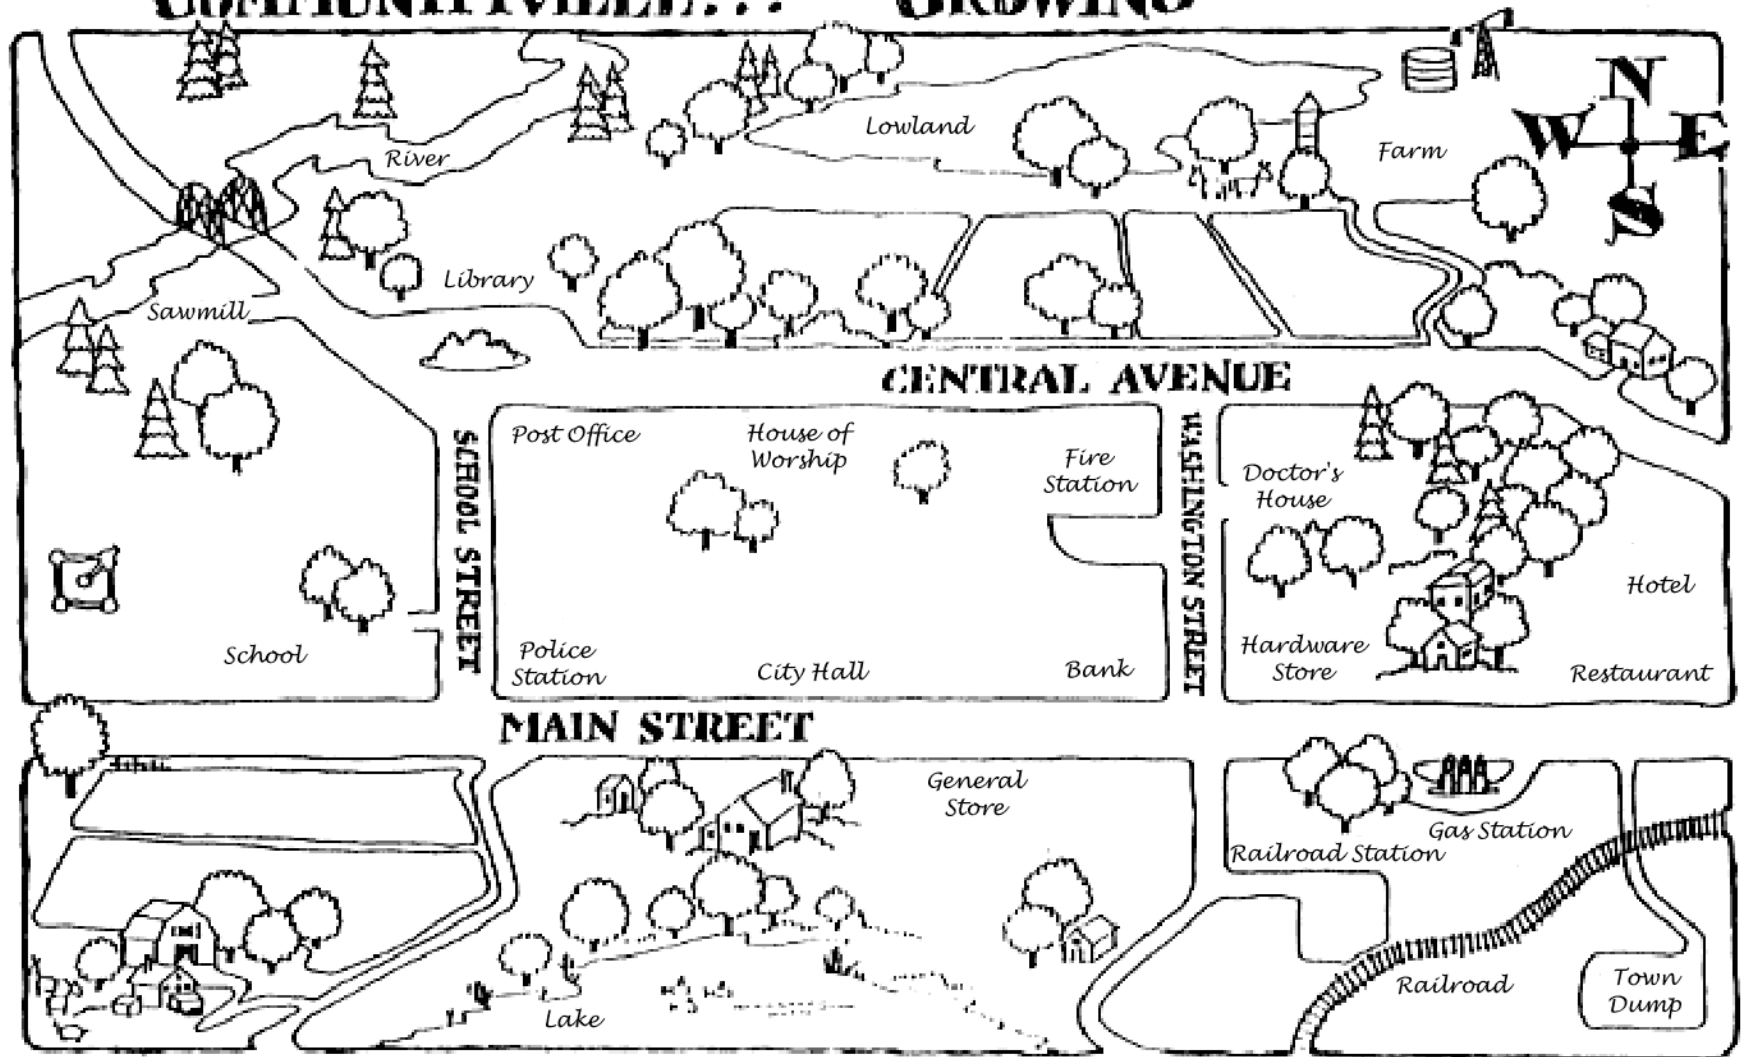 COMMUNITYVILLE... GROWING
N
W E
S
River
Lowland
Farm
Library
Sawmill
CENTRAL AVENUE
Post Office
House of
Worship
Fire
Station
Doctor's
House
SCHOOL STREET
WASHINGTON STREET
Hotel
School
Police
Station
City Hall
Bank
Hardware
Store
Restaurant
MAIN STREET
General
Store
Gas Station
Railroad Station
Railroad
Town
Dump
Lake